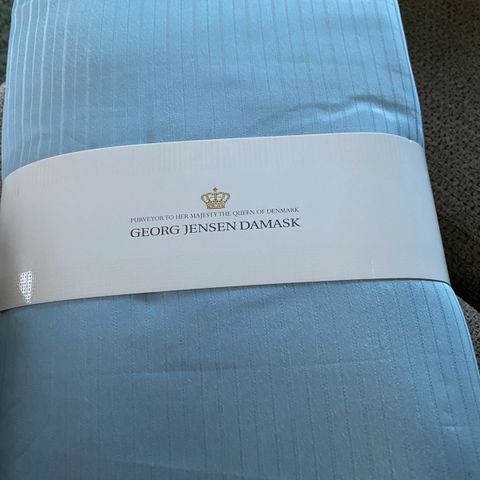 PURVEYOR TO HER MAJESTY THE QUEEN OF DENMARK
GEORG JENSEN DAMASK